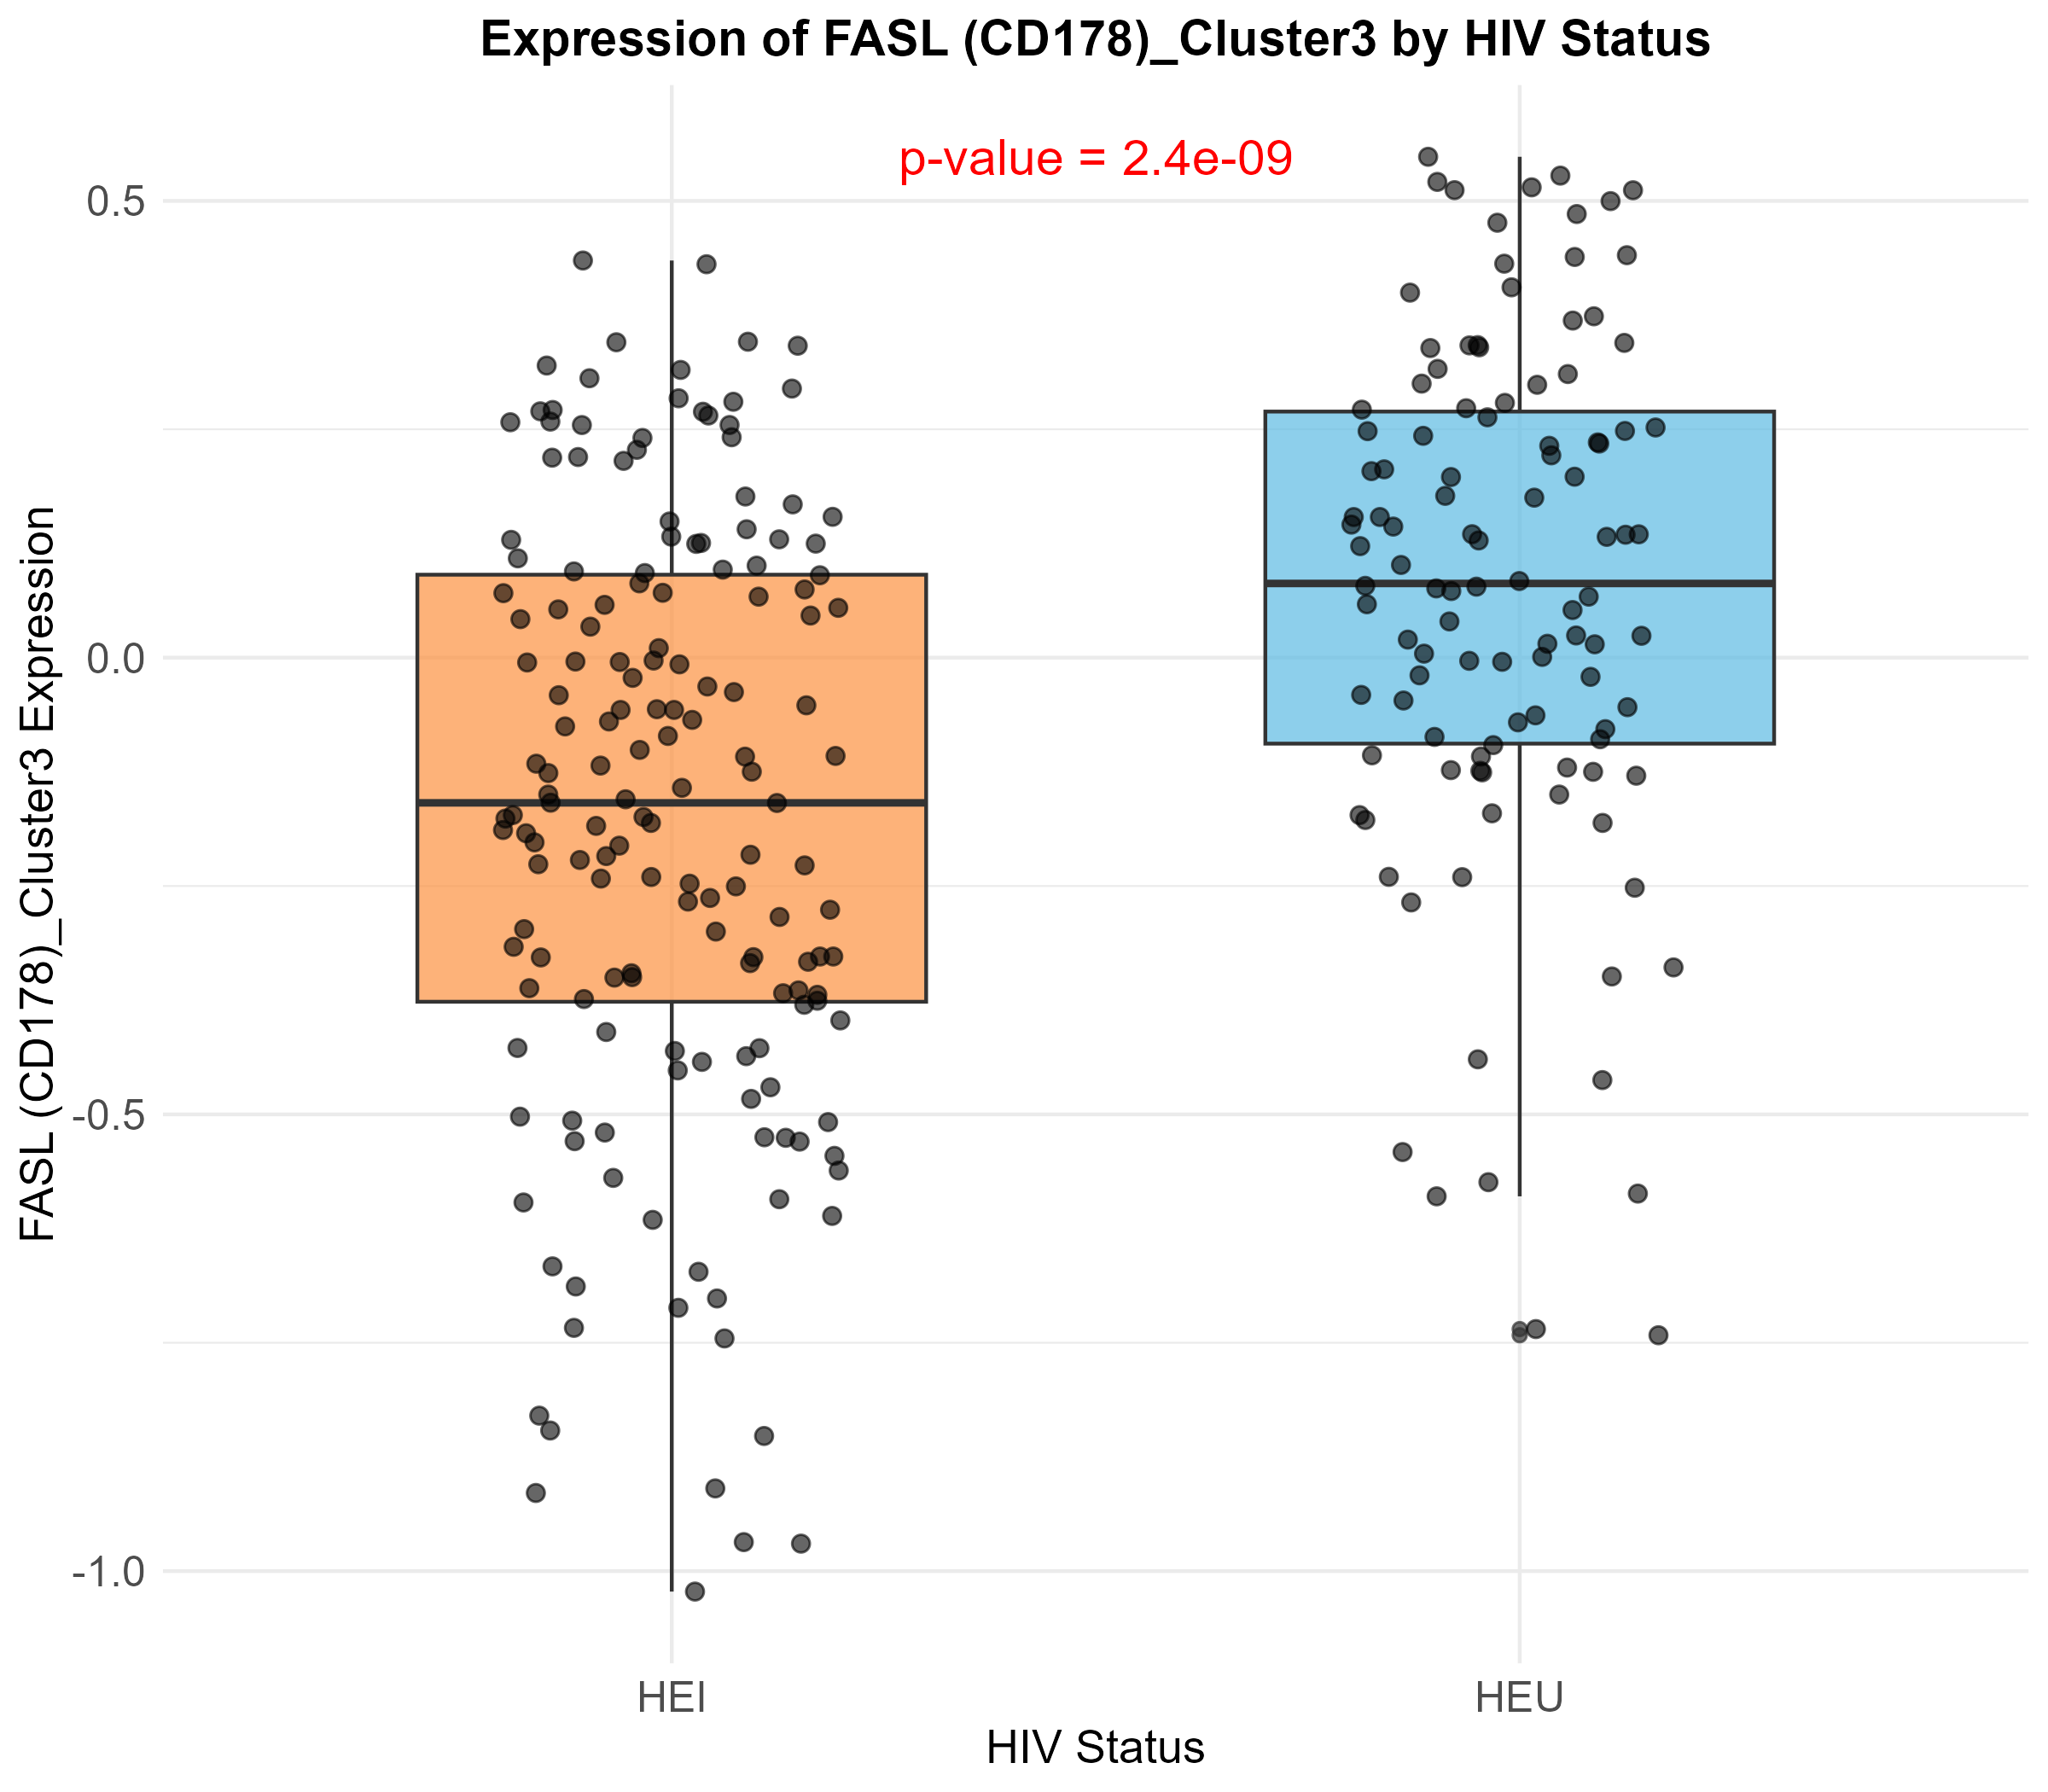 Expression of FASL (CD178)_Cluster3 by HIV Status
p-value = 2.4e-09
FASL (CD178)_Cluster3 Expression
0.5
0.0
-0.5
-1.0
HEI
HEU
HIV Status